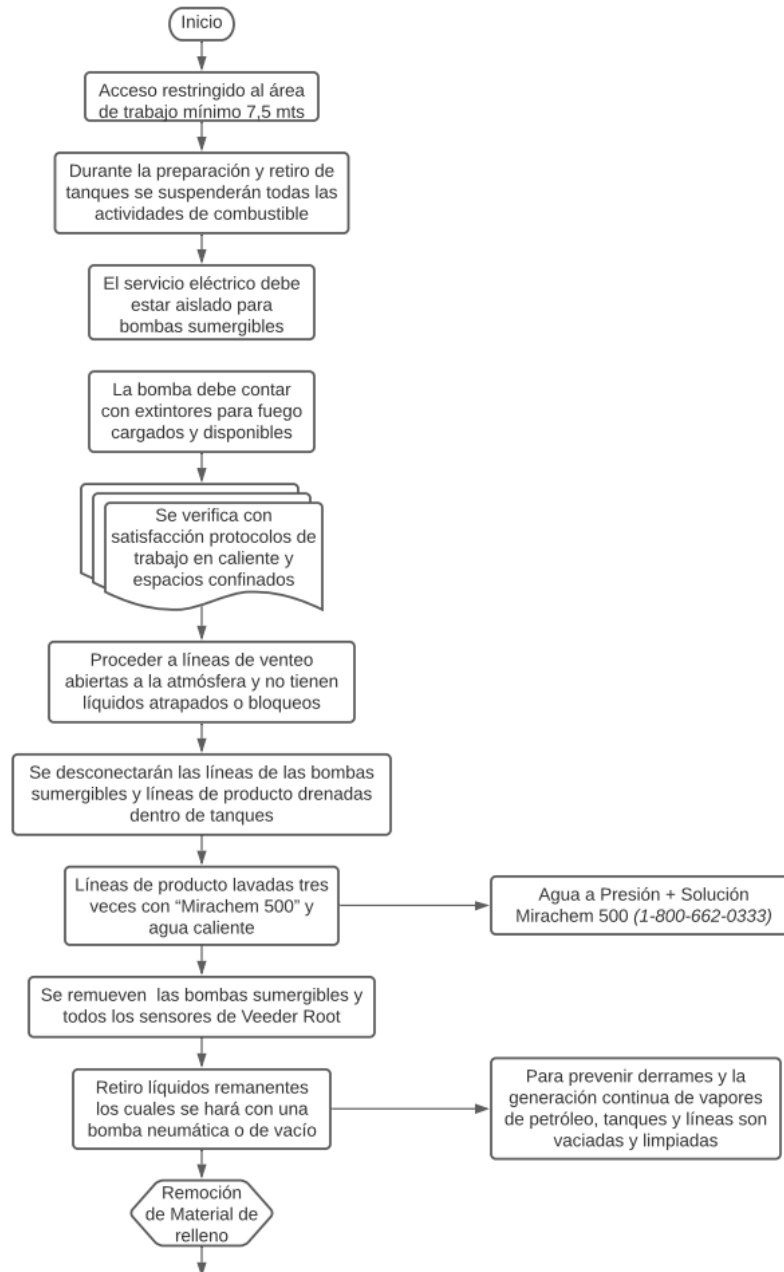 Inicio
Acceso restringido al área
de trabajo mínimo 7,5 mts
Durante la preparación y retiro de
tanques se suspenderán todas las
actividades de combustible
El servicio eléctrico debe
estar aislado para
bombas sumergibles
La bomba debe contar
con extintores para fuego
cargados y disponibles
Se verifica con
satisfacción protocolos de
trabajo en caliente y
espacios confinados
Proceder a líneas de venteo
abiertas a la atmósfera y no tienen
líquidos atrapados o bloqueos
Se desconectarán las líneas de las bombas
sumergibles y líneas de producto drenadas
dentro de tanques
Líneas de producto lavadas tres
veces con “Mirachem 500” y
agua caliente
Agua a Presión + Solución
Mirachem 500 (1-800-662-0333)
Se remueven las bombas sumergibles y
todos los sensores de Veeder Root
Retiro líquidos remanentes
los cuales se hará con una
bomba neumática o de vacío
Para prevenir derrames y la
generación continua de vapores
de petróleo, tanques y líneas son
vaciadas y limpiadas
Remoción
de Material de
relleno